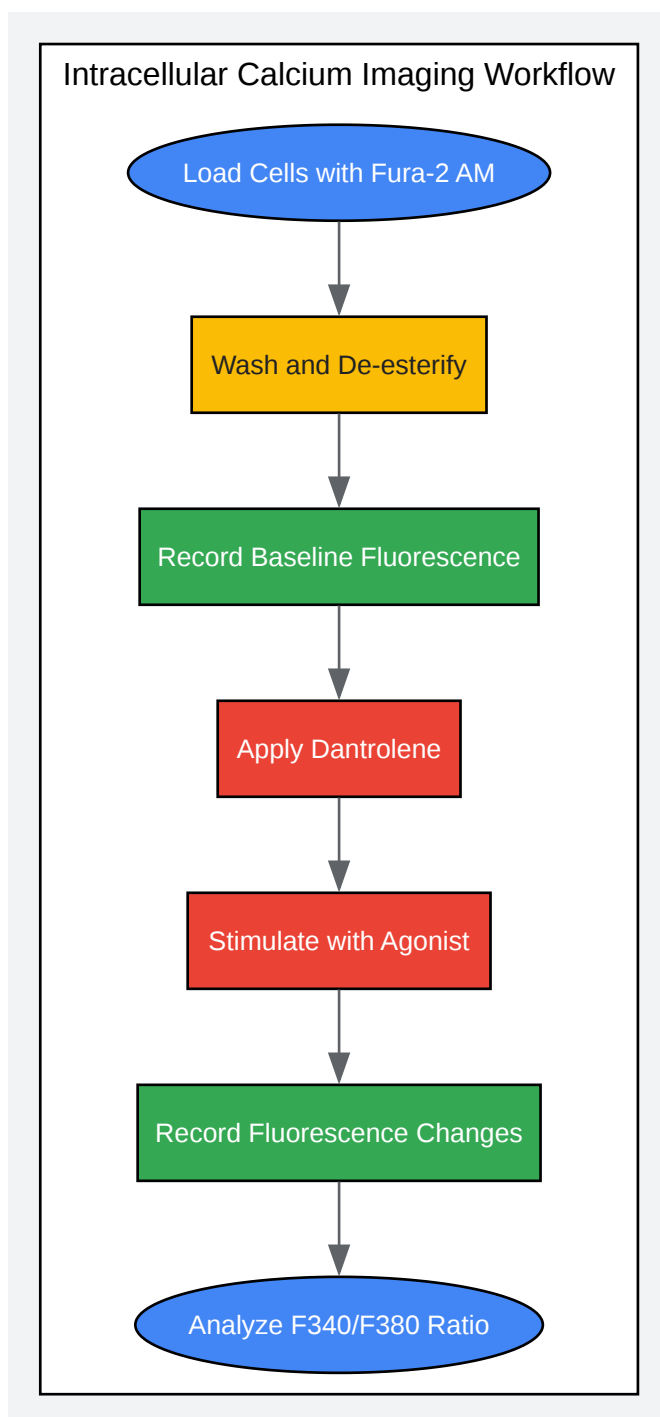 Intracellular Calcium Imaging Workflow
Load Cells with Fura-2 AM
Wash and De-esterify
Record Baseline Fluorescence
Apply Dantrolene
Stimulate with Agonist
Record Fluorescence Changes
Analyze F340/F380 Ratio